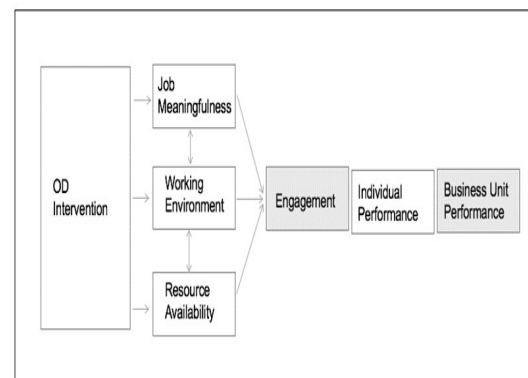 Job
Meaningfulness
OD
Intervention
Working
Environment
Engagement
Individual
Performance
Business Unit
Performance
Resource
Availability